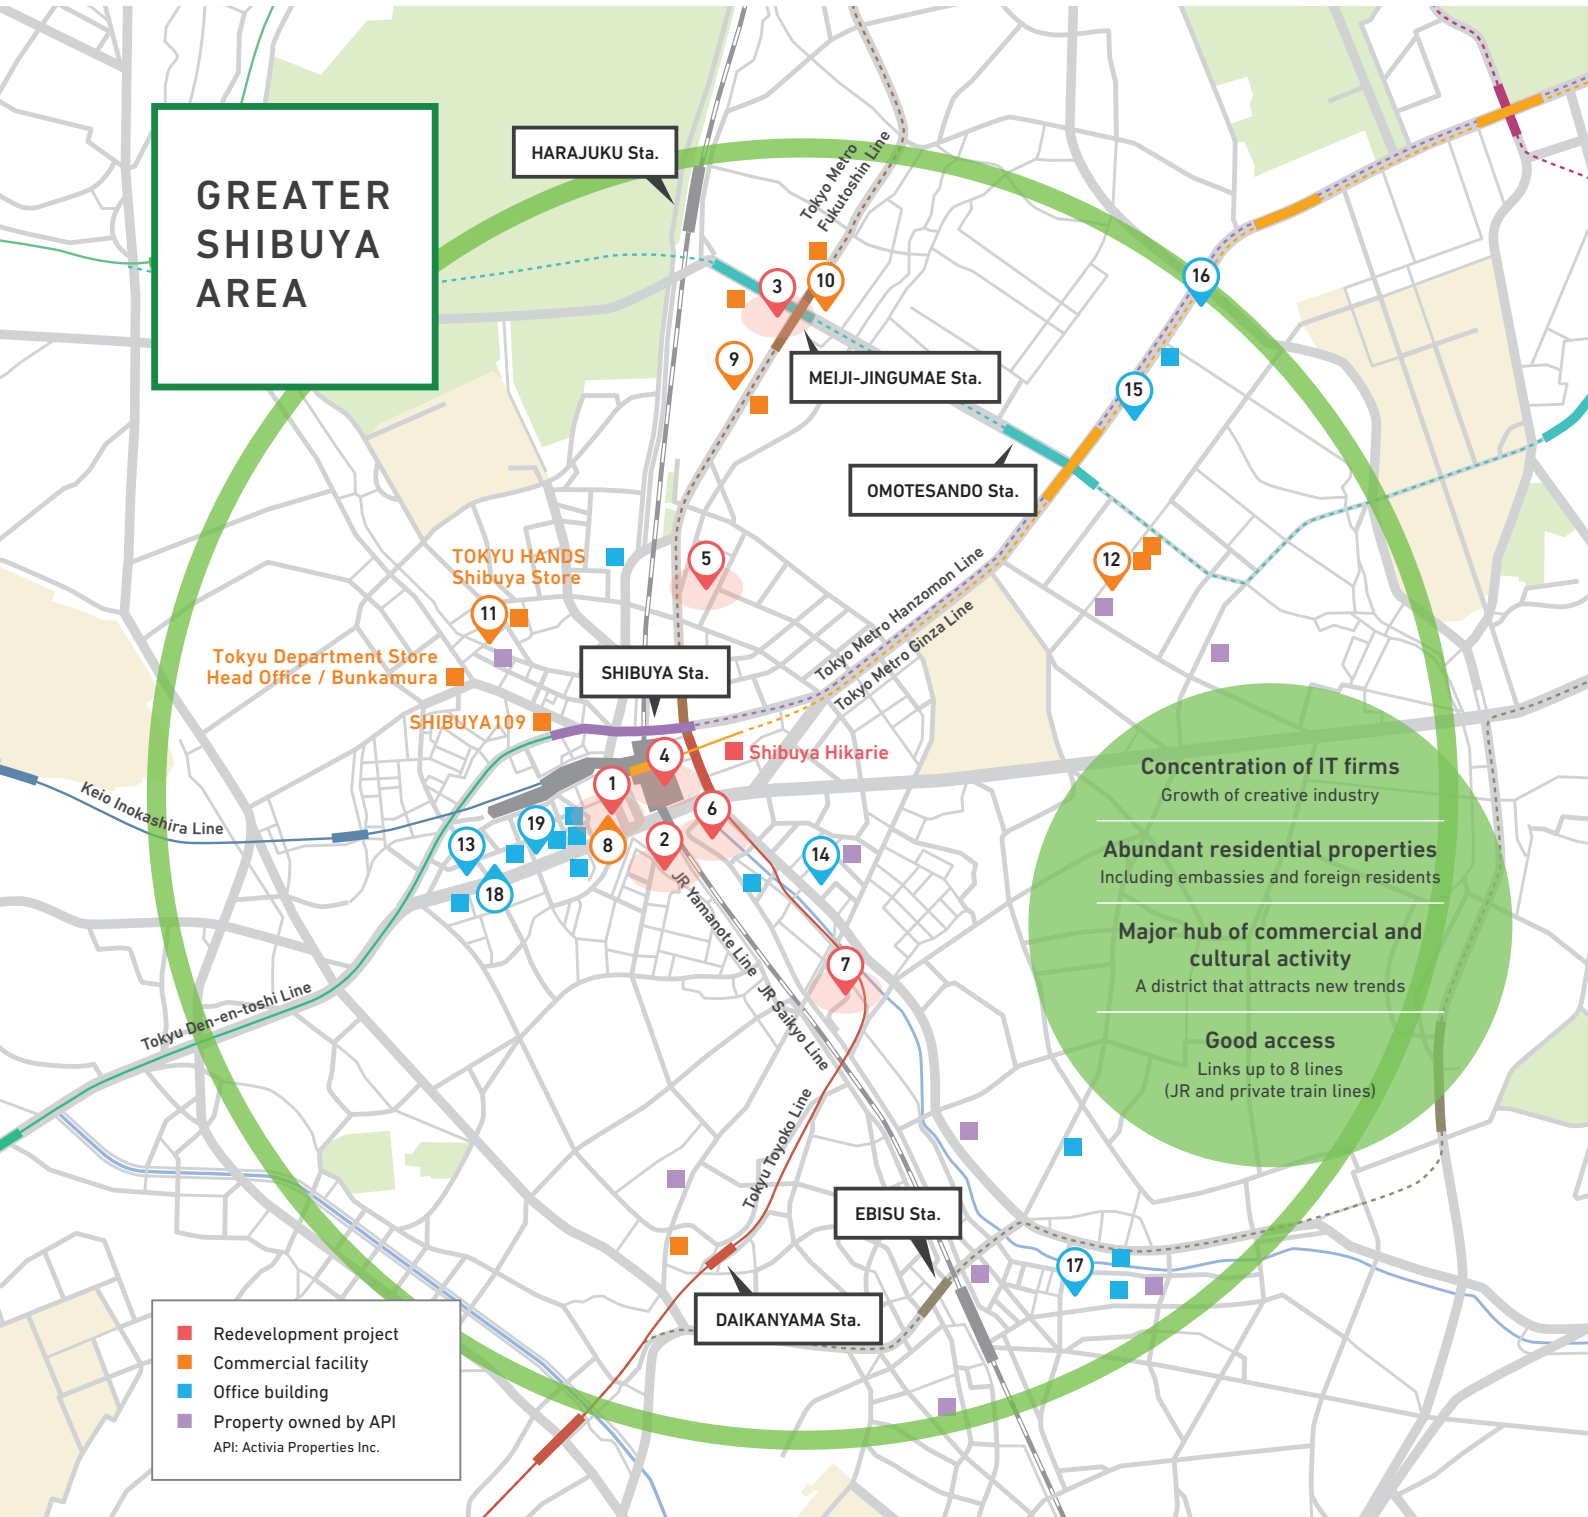 GREATER
SHIBUYA
AREA
HARAJUKU Sta.
Tokyo Metro
Fukutoshin Line
3
10
9
MEIJI-JINGUMAE Sta.
16
15
OMOTESANDO Sta.
TOKYU HANDS
Shibuya Store
5
12
11
Tokyo Metro Hanzomon Line
Tokyo Metro Ginza Line
Tokyu Department Store
Head Office / Bunkamura
SHIBUYA Sta.
SHIBUYA109
Shibuya Hikarie
4
1
6
Keio Inokashira Line
19
13
8
2
14
18
JR Yamanote Line
JR Saikyo Line
7
Tokyu Den-en-toshi Line
Concentration of IT firms
Growth of creative industry
Abundant residential properties
Including embassies and foreign residents
Major hub of commercial and
cultural activity
A district that attracts new trends
Good access
Links up to 8 lines
(JR and private train lines)
Tokyu Toyoko Line
EBISU Sta.
17
DAIKANYAMA Sta.
Redevelopment project
Commercial facility
Office building
Property owned by API
API: Activia Properties Inc.